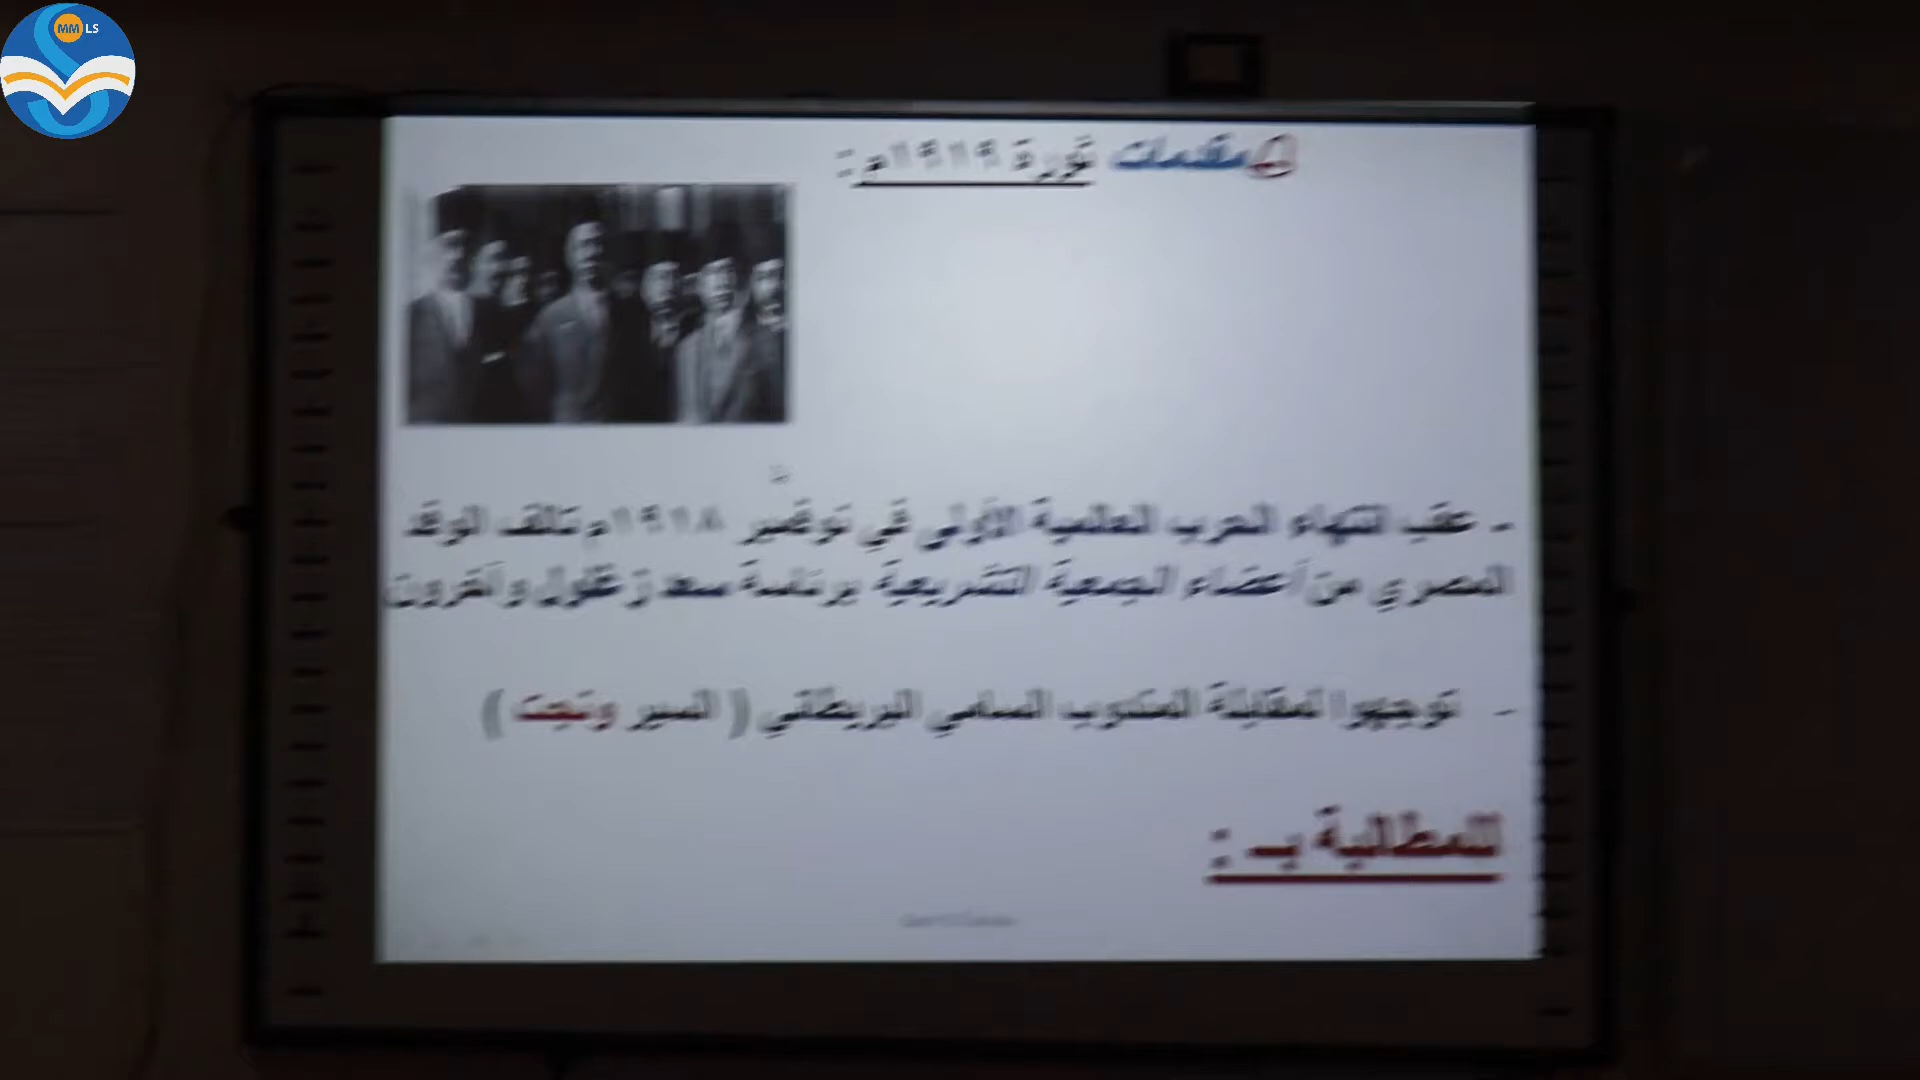 MM LS
مقدمات ثورة ١٩١٩م :
- عقب انتهاء الحرب العالمية الأولى في نوفمبر ١٩١٨م تألف الوفد
المصري من أعضاء الجمعية التشريعية برئاسة سعد زغلول وآخرون
- توجهوا لمقابلة المندوب السامي البريطاني ( السير ونجت )
للمطالبة بـ :